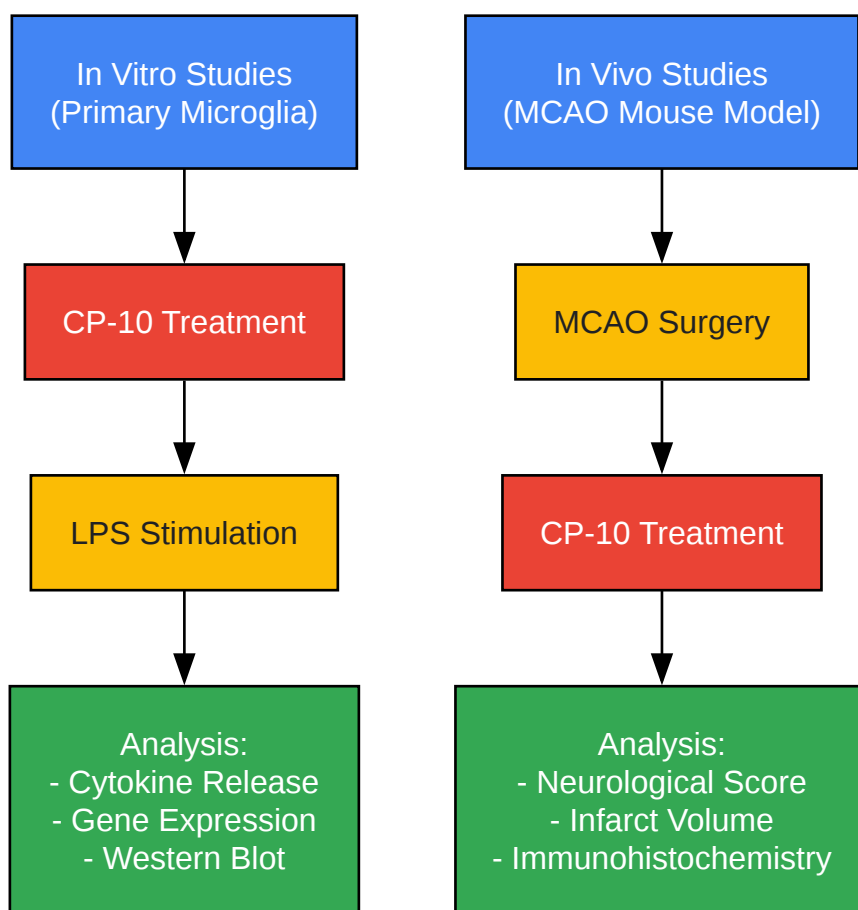 In Vitro Studies
(Primary Microglia)
CP-10 Treatment
LPS Stimulation
Analysis:
- Cytokine Release
- Gene Expression
- Western Blot
In Vivo Studies
(MCAO Mouse Model)
MCAO Surgery
CP-10 Treatment
Analysis:
- Neurological Score
- Infarct Volume
- Immunohistochemistry